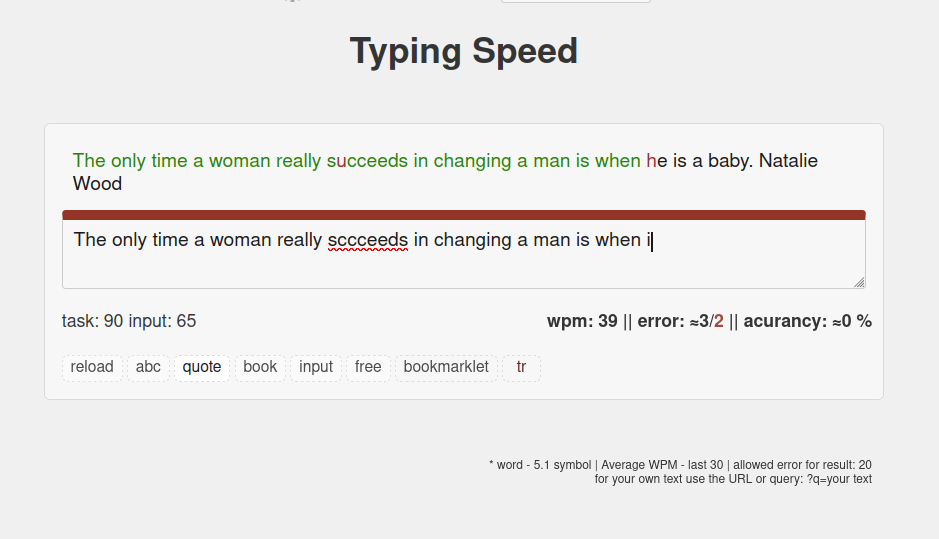 Typing Speed
The only time a woman really succeeds in changing a man is when he is a baby. Natalie
Wood
The only time a woman really sccceeds in changing a man is when i
task: 90 input: 65
wpm: 39 || error: ≈3/2 || acurancy: ≈0 %
reload abc quote book input free bookmarklet tr
* word - 5.1 symbol | Average WPM - last 30 | allowed error for result: 20
for your own text use the URL or query: ?q=your text